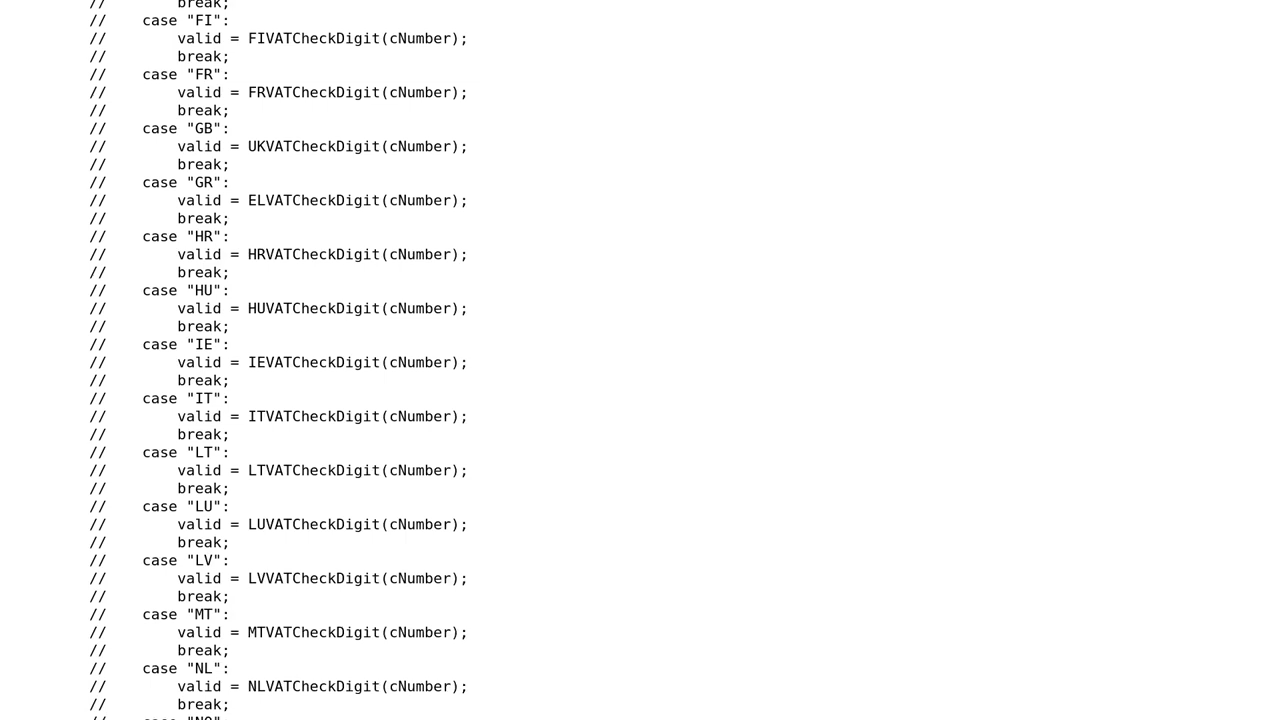 //            break;
//    case "FI":
//        valid = FIVATCheckDigit(cNumber);
//        break;
//    case "FR":
//        valid = FRVATCheckDigit(cNumber);
//        break;
//    case "GB":
//        valid = UKVATCheckDigit(cNumber);
//        break;
//    case "GR":
//        valid = ELVATCheckDigit(cNumber);
//        break;
//    case "HR":
//        valid = HRVATCheckDigit(cNumber);
//        break;
//    case "HU":
//        valid = HUVATCheckDigit(cNumber);
//        break;
//    case "IE":
//        valid = IEVATCheckDigit(cNumber);
//        break;
//    case "IT":
//        valid = ITVATCheckDigit(cNumber);
//        break;
//    case "LT":
//        valid = LTVATCheckDigit(cNumber);
//        break;
//    case "LU":
//        valid = LUVATCheckDigit(cNumber);
//        break;
//    case "LV":
//        valid = LVVATCheckDigit(cNumber);
//        break;
//    case "MT":
//        valid = MTVATCheckDigit(cNumber);
//        break;
//    case "NL":
//        valid = NLVATCheckDigit(cNumber);
//        break;
//    case